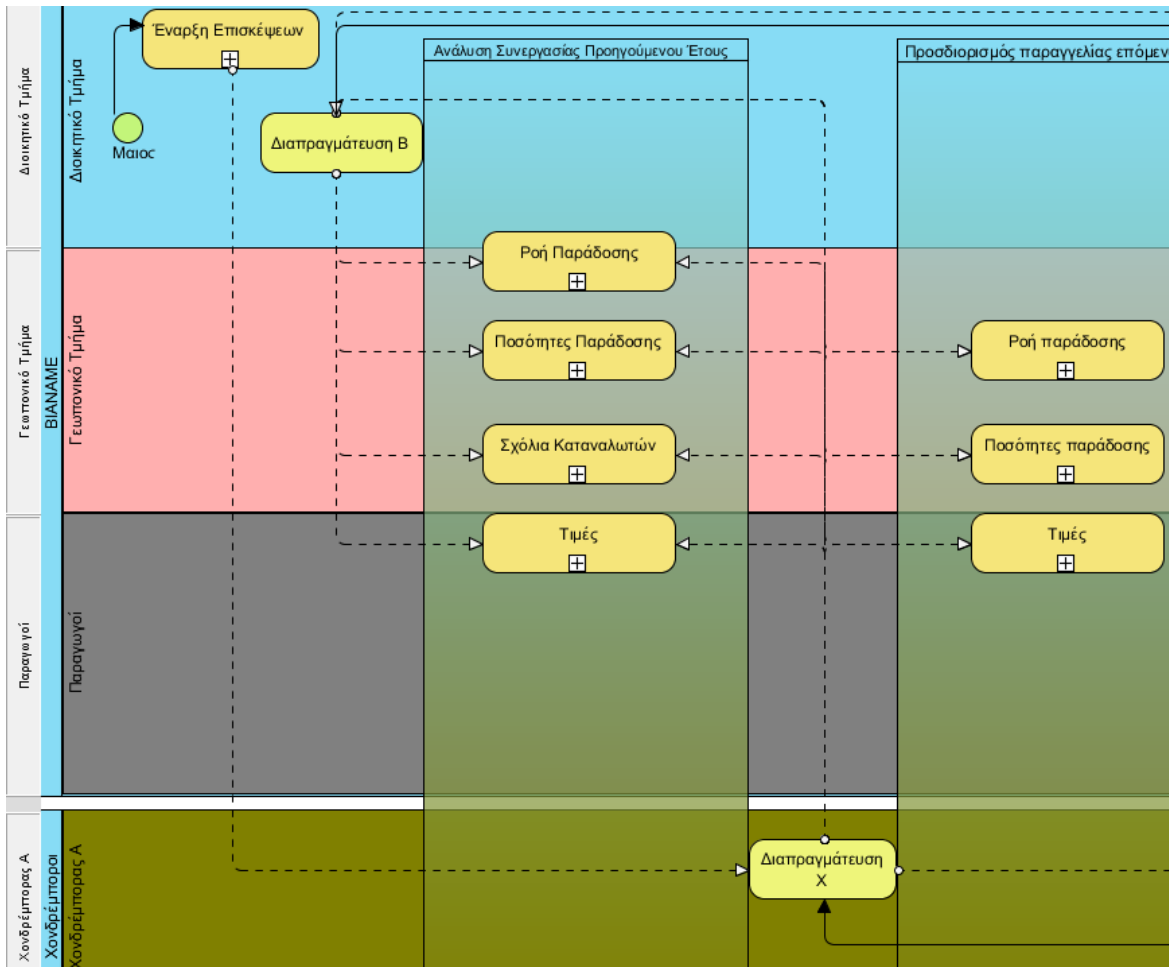 Έναρξη Επισκέψεων
Μαιος
Διαπραγμάτευση Β
Ανάλυση Συνεργασίας Προηγούμενου Έτους
Προσδιορισμός παραγγελίας
Διοικητικό Τμήμα
Διοικητικό Τμήμα
Ροή Παράδοσης
Ποσότητες Παράδοσης
Σχόλια Καταναλωτών
Τιμές
Ροή παράδοσης
Ποσότητες παράδοσης
Τιμές
Γεωπονικό Τμήμα
BIANAME
Γεωπονικό Τμήμα
Παραγωγοί
Παραγωγοί
Χονδρέμπορας Α
Χονδρέμποροι
Χονδρέμπορας Α
Διαπραγμάτευση
Χ